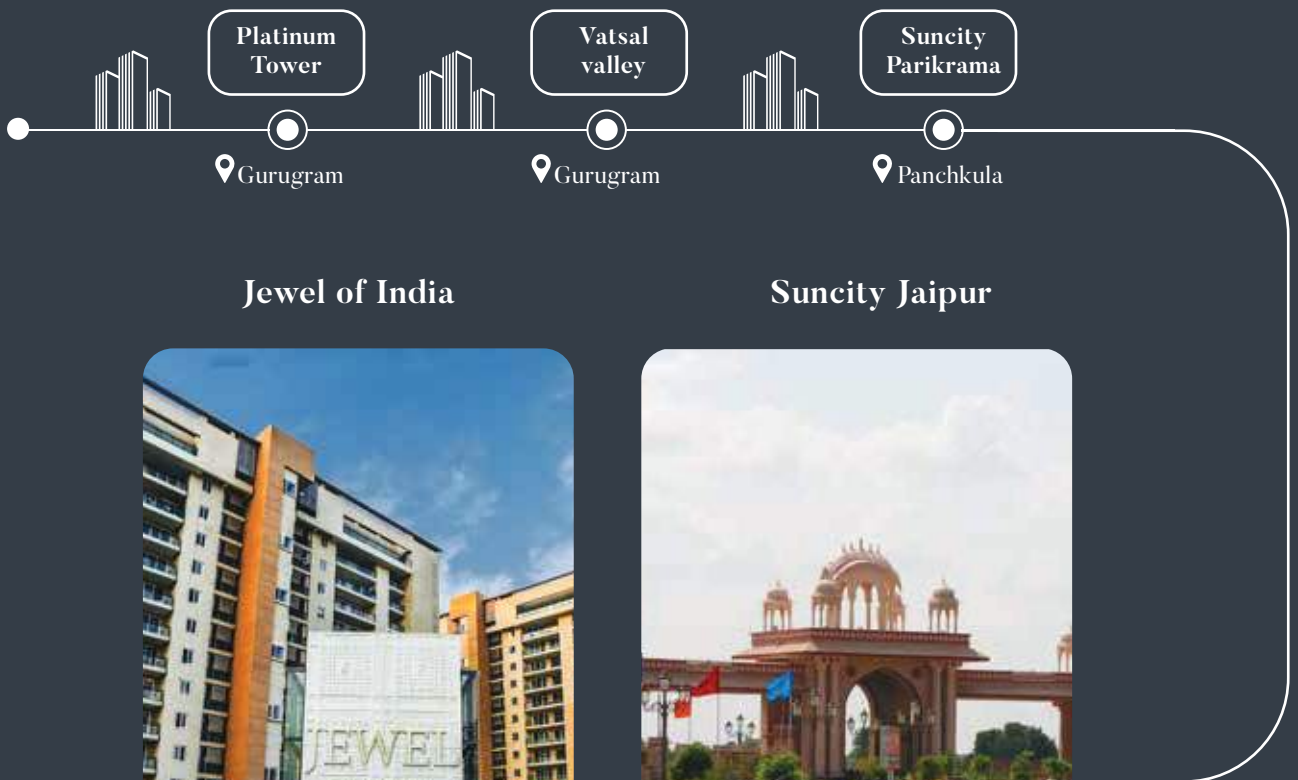 Platinum
Tower
Vatsal
valley
Suncity
Parikrama
Gurugram
Gurugram
Panchkula
Jewel of India
Suncity Jaipur
JEWEL